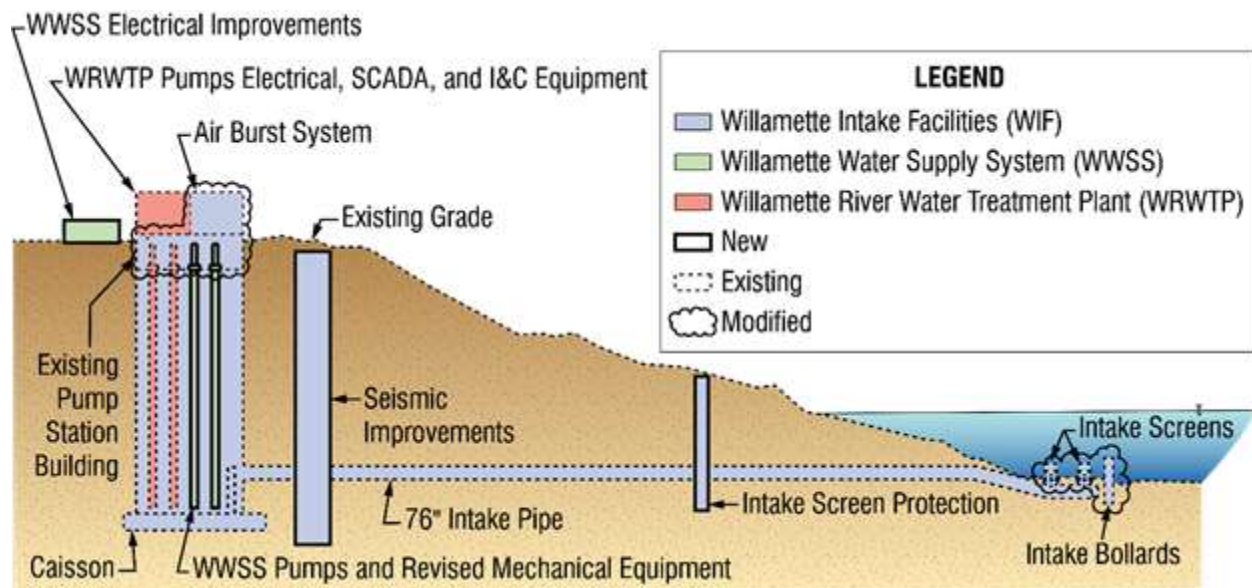 WWSS Electrical Improvements
WRWTP Pumps Electrical, SCADA, and I&C Equipment
Air Burst System
Existing Grade
LEGEND
Willamette Intake Facilities (WIF)
Willamette Water Supply System (WWSS)
Willamette River Water Treatment Plant (WRWTP)
New
Existing
Modified
Existing
Pump
Station
Building
Seismic
Improvements
Intake Screens
76" Intake Pipe
Intake Screen Protection
Intake Bollards
Caisson
WWSS Pumps and Revised Mechanical Equipment